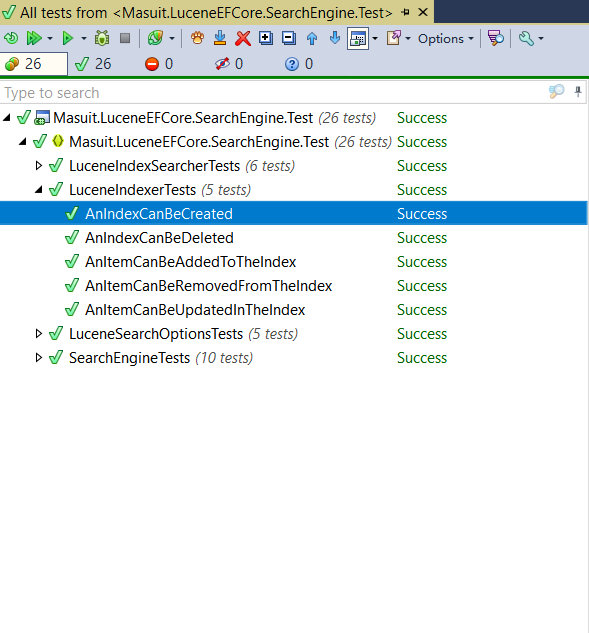 All tests from <Masuit.LuceneEFCore.SearchEngine.Test>
Options
26 26 0 0 0
Type to search
Masuit.LuceneEFCore.SearchEngine.Test (26 tests) Success
Masuit.LuceneEFCore.SearchEngine.Test (26 tests) Success
LuceneIndexSearcherTests (6 tests) Success
LuceneIndexerTests (5 tests) Success
AnIndexCanBeCreated Success
AnIndexCanBeDeleted Success
AnItemCanBeAddedToTheIndex Success
AnItemCanBeRemovedFromTheIndex Success
AnItemCanBeUpdatedInTheIndex Success
LuceneSearchOptionsTests (5 tests) Success
SearchEngineTests (10 tests) Success